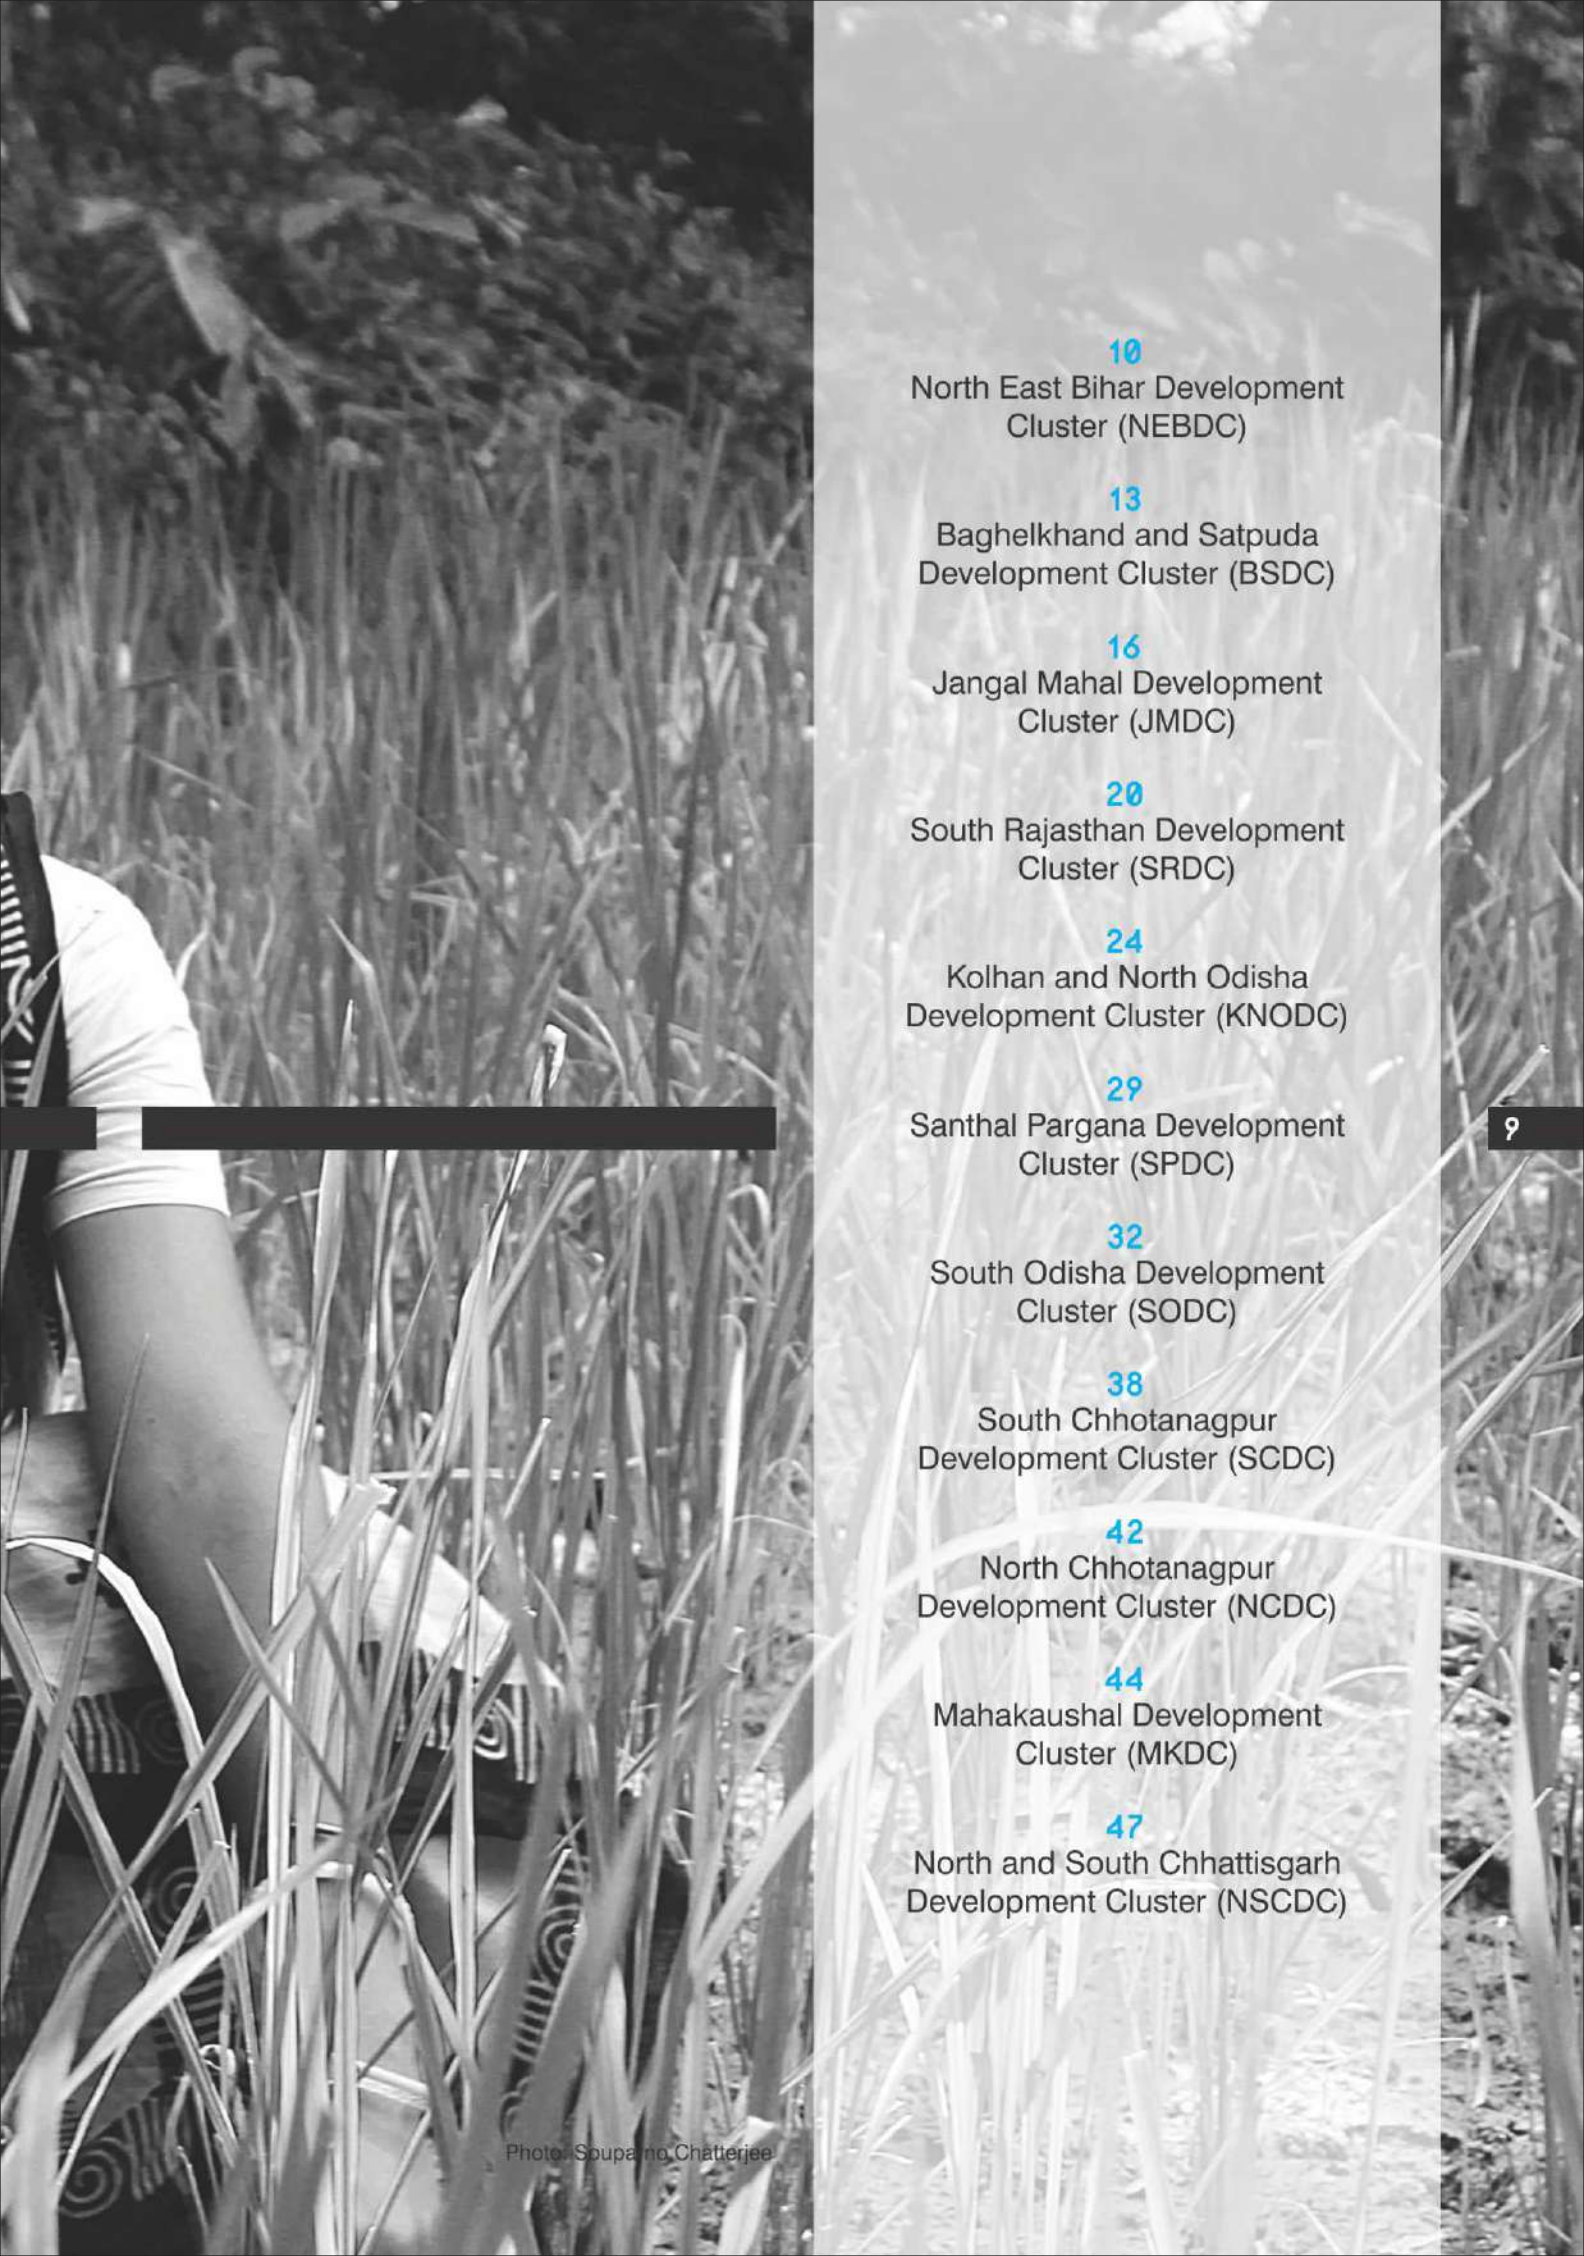 10
North East Bihar Development
Cluster (NEBDC)
13
Baghelkhand and Satpuda
Development Cluster (BSDC)
16
Jangal Mahal Development
Cluster (JMDC)
20
South Rajasthan Development
Cluster (SRDC)
24
Kolhan and North Odisha
Development Cluster (KNODC)
29
Santhal Pargana Development
Cluster (SPDC)
9
32
South Odisha Development
Cluster (SODC)
38
South Chhotanagpur
Development Cluster (SCDC)
42
North Chhotanagpur
Development Cluster (NCDC)
44
Mahakaushal Development
Cluster (MKDC)
47
North and South Chhattisgarh
Development Cluster (NSCDC)
Photo: Souparno Chatterjee